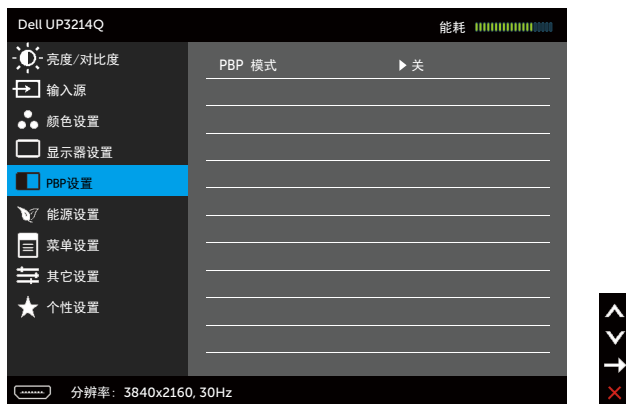 Dell UP3214Q
能耗
亮度/对比度
PBP 模式 关
输入源
颜色设置
显示器设置
PBP设置
能源设置
菜单设置
其它设置
个性设置
分辨率: 3840x2160, 30Hz